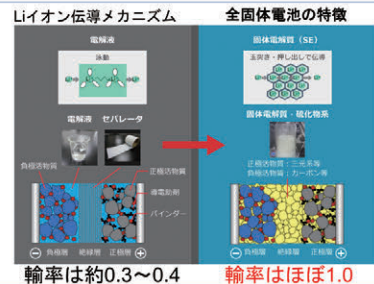 Liイオン伝導メカニズム
全固体電池の特徴
電解液
泳動
電解液 セパレータ
負極活物質
正極活物質
導電助剤
バインダー
負極層 絶縁層 正極層
輸率は約0.3〜0.4
固体電解質(SE)
玉突き・押し出しで伝導
固体電解質・硫化物系
正極活物質:三元系等
負極活物質:カーボン等
負極層 絶縁層 正極層
輸率はほぼ1.0